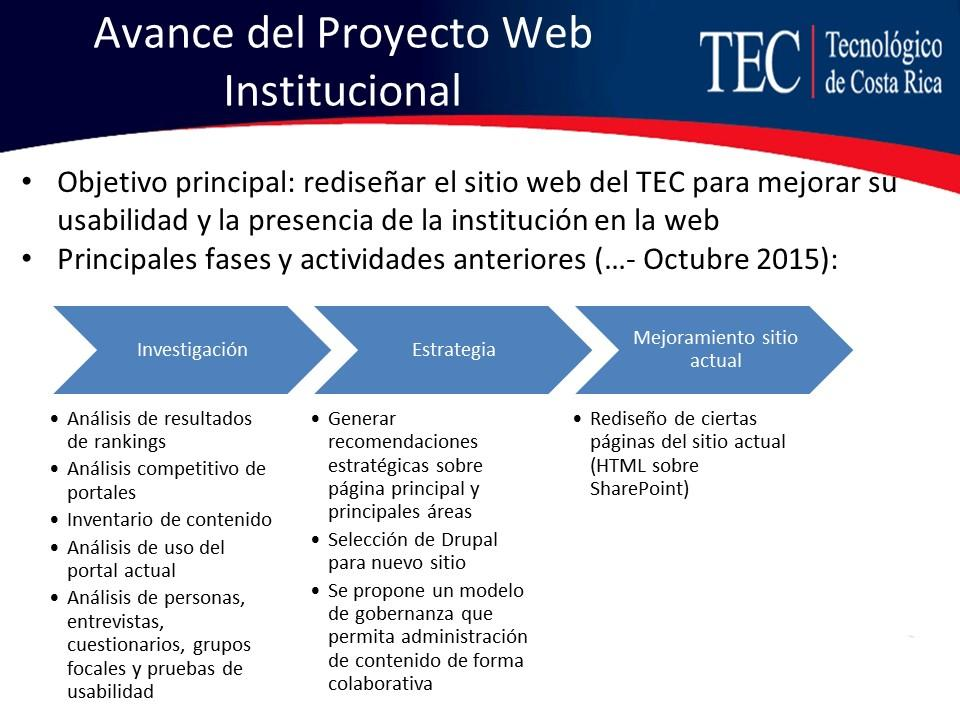 Avance del Proyecto Web
Institucional
TEC
Tecnológico
de Costa Rica
• Objetivo principal: rediseñar el sitio web del TEC para mejorar su
usabilidad y la presencia de la institución en la web
• Principales fases y actividades anteriores (…- Octubre 2015):
Investigación
• Análisis de resultados
de rankings
• Análisis competitivo de
portales
• Inventario de contenido
• Análisis de uso del
portal actual
• Análisis de personas,
entrevistas,
cuestionarios, grupos
focales y pruebas de
usabilidad
Estrategia
• Generar
recomendaciones
estratégicas sobre
página principal y
principales áreas
• Selección de Drupal
para nuevo sitio
• Se propone un modelo
de gobernanza que
permita administración
de contenido de forma
colaborativa
Mejoramiento sitio
actual
• Rediseño de ciertas
páginas del sitio actual
(HTML sobre
SharePoint)